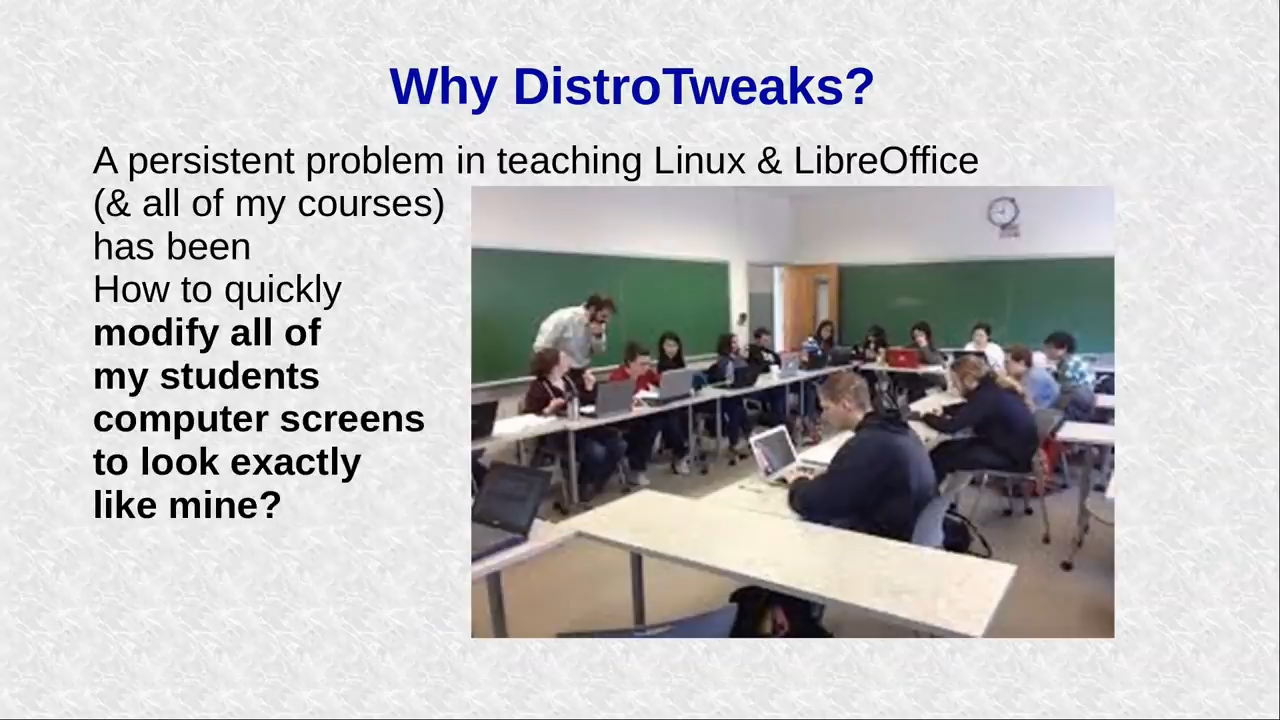 Why DistroTweaks?
A persistent problem in teaching Linux & LibreOffice
(& all of my courses)
has been
How to quickly
modify all of
my students
computer screens
to look exactly
like mine?